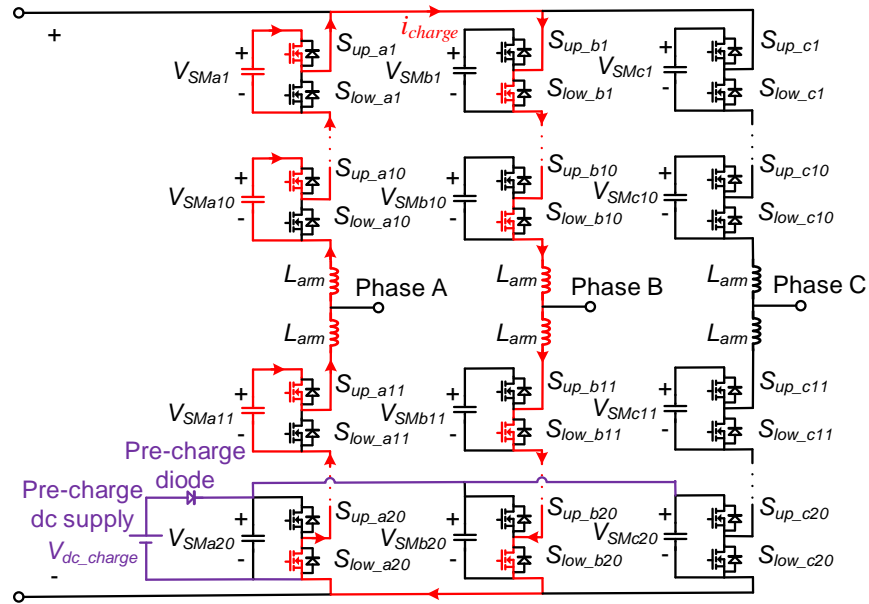 +
i_charge
+
V_SMa1
-
S_up_a1
S_low_a1
+
V_SMb1
-
S_up_b1
S_low_b1
+
V_SMc1
-
S_up_c1
S_low_c1
+
V_SMa10
-
S_up_a10
S_low_a10
+
V_SMb10
-
S_up_b10
S_low_b10
+
V_SMc10
-
S_up_c10
S_low_c10
L_arm
Phase A
L_arm
L_arm
Phase B
L_arm
L_arm
Phase C
L_arm
+
V_SMa11
-
S_up_a11
S_low_a11
+
V_SMb11
-
S_up_b11
S_low_b11
+
V_SMc11
-
S_up_c11
S_low_c11
Pre-charge
diode
Pre-charge
dc supply
V_dc_charge
-
+
V_SMa20
-
S_up_a20
S_low_a20
+
V_SMb20
-
S_up_b20
S_low_b20
+
V_SMc20
-
S_up_c20
S_low_c20